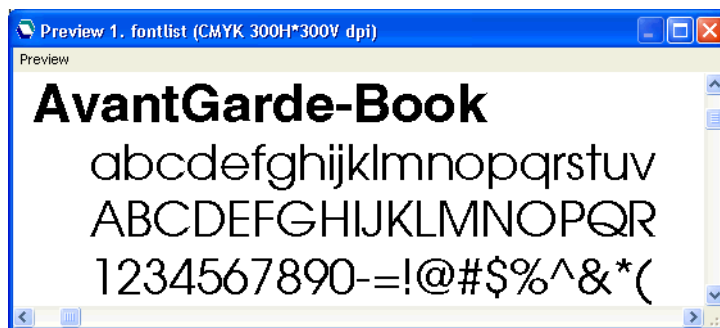 Preview 1. fontlist (CMYK 300H*300V dpi)
Preview
AvantGarde-Book
abcdefghijklmnopqrstuv
ABCDEFGHIJKLMNOPQR
1234567890-=!@#$%^&*(